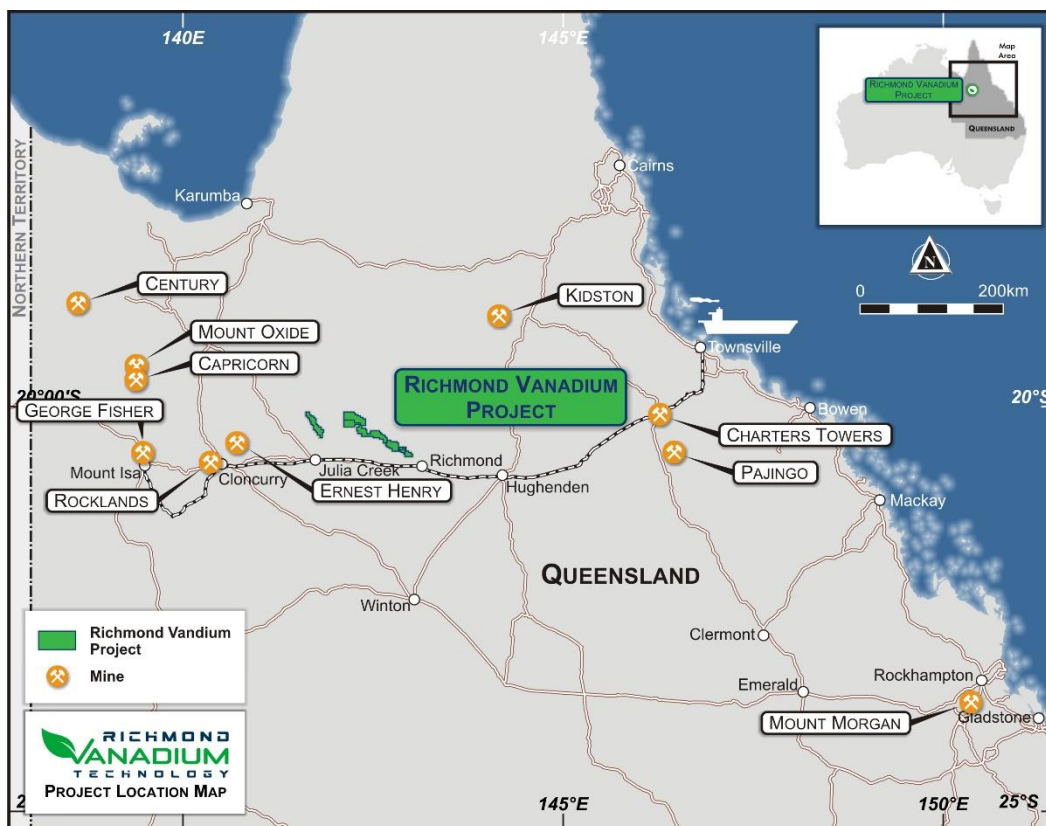 140E
145°E
Map
Area
RICHMOND VANADIUM
PROJECT
QUEENSLAND
NORTHERN TERRITORY
Cairns
Karumba
N
0 200km
CENTURY
KIDSTON
MOUNT OXIDE
CAPRICORN
Townsville
RICHMOND VANADIUM
PROJECT
20°00'S
20°S
GEORGE FISHER
Bowen
CHARTERS TOWERS
Mount Isa
Cloncurry
Julia Creek
Richmond
Hughenden
PAJINGO
ROCKLANDS
ERNEST HENRY
Mackay
QUEENSLAND
Winton
Clermont
Richmond Vandium
Project
Mine
Emerald
Rockhampton
MOUNT MORGAN
Gladstone
RICHMOND
VANADIUM
TECHNOLOGY
PROJECT LOCATION MAP
145°E
150°E
25°S